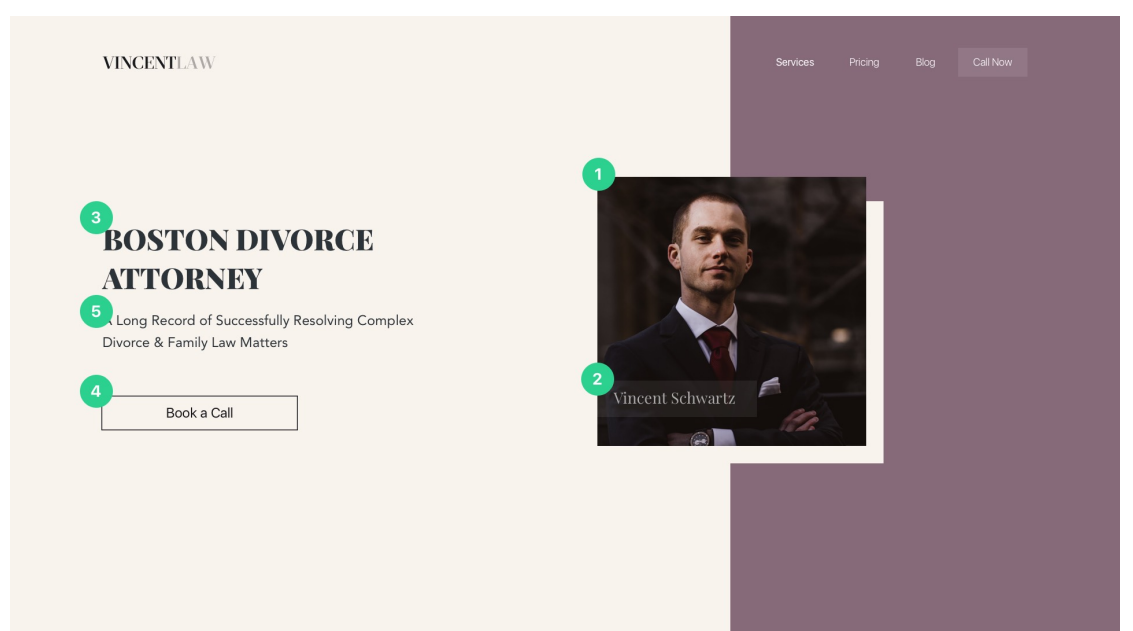 VINCENTLAW
Services Pricing Blog Call Now
1
3
BOSTON DIVORCE
ATTORNEY
5
A Long Record of Successfully Resolving Complex
Divorce & Family Law Matters
2
Vincent Schwartz
4
Book a Call